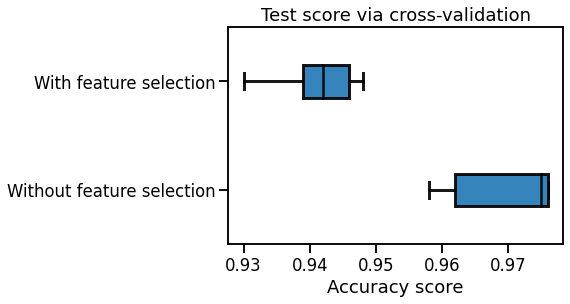 Test score via cross-validation
With feature selection
Without feature selection
0.93 0.94 0.95 0.96 0.97
Accuracy score